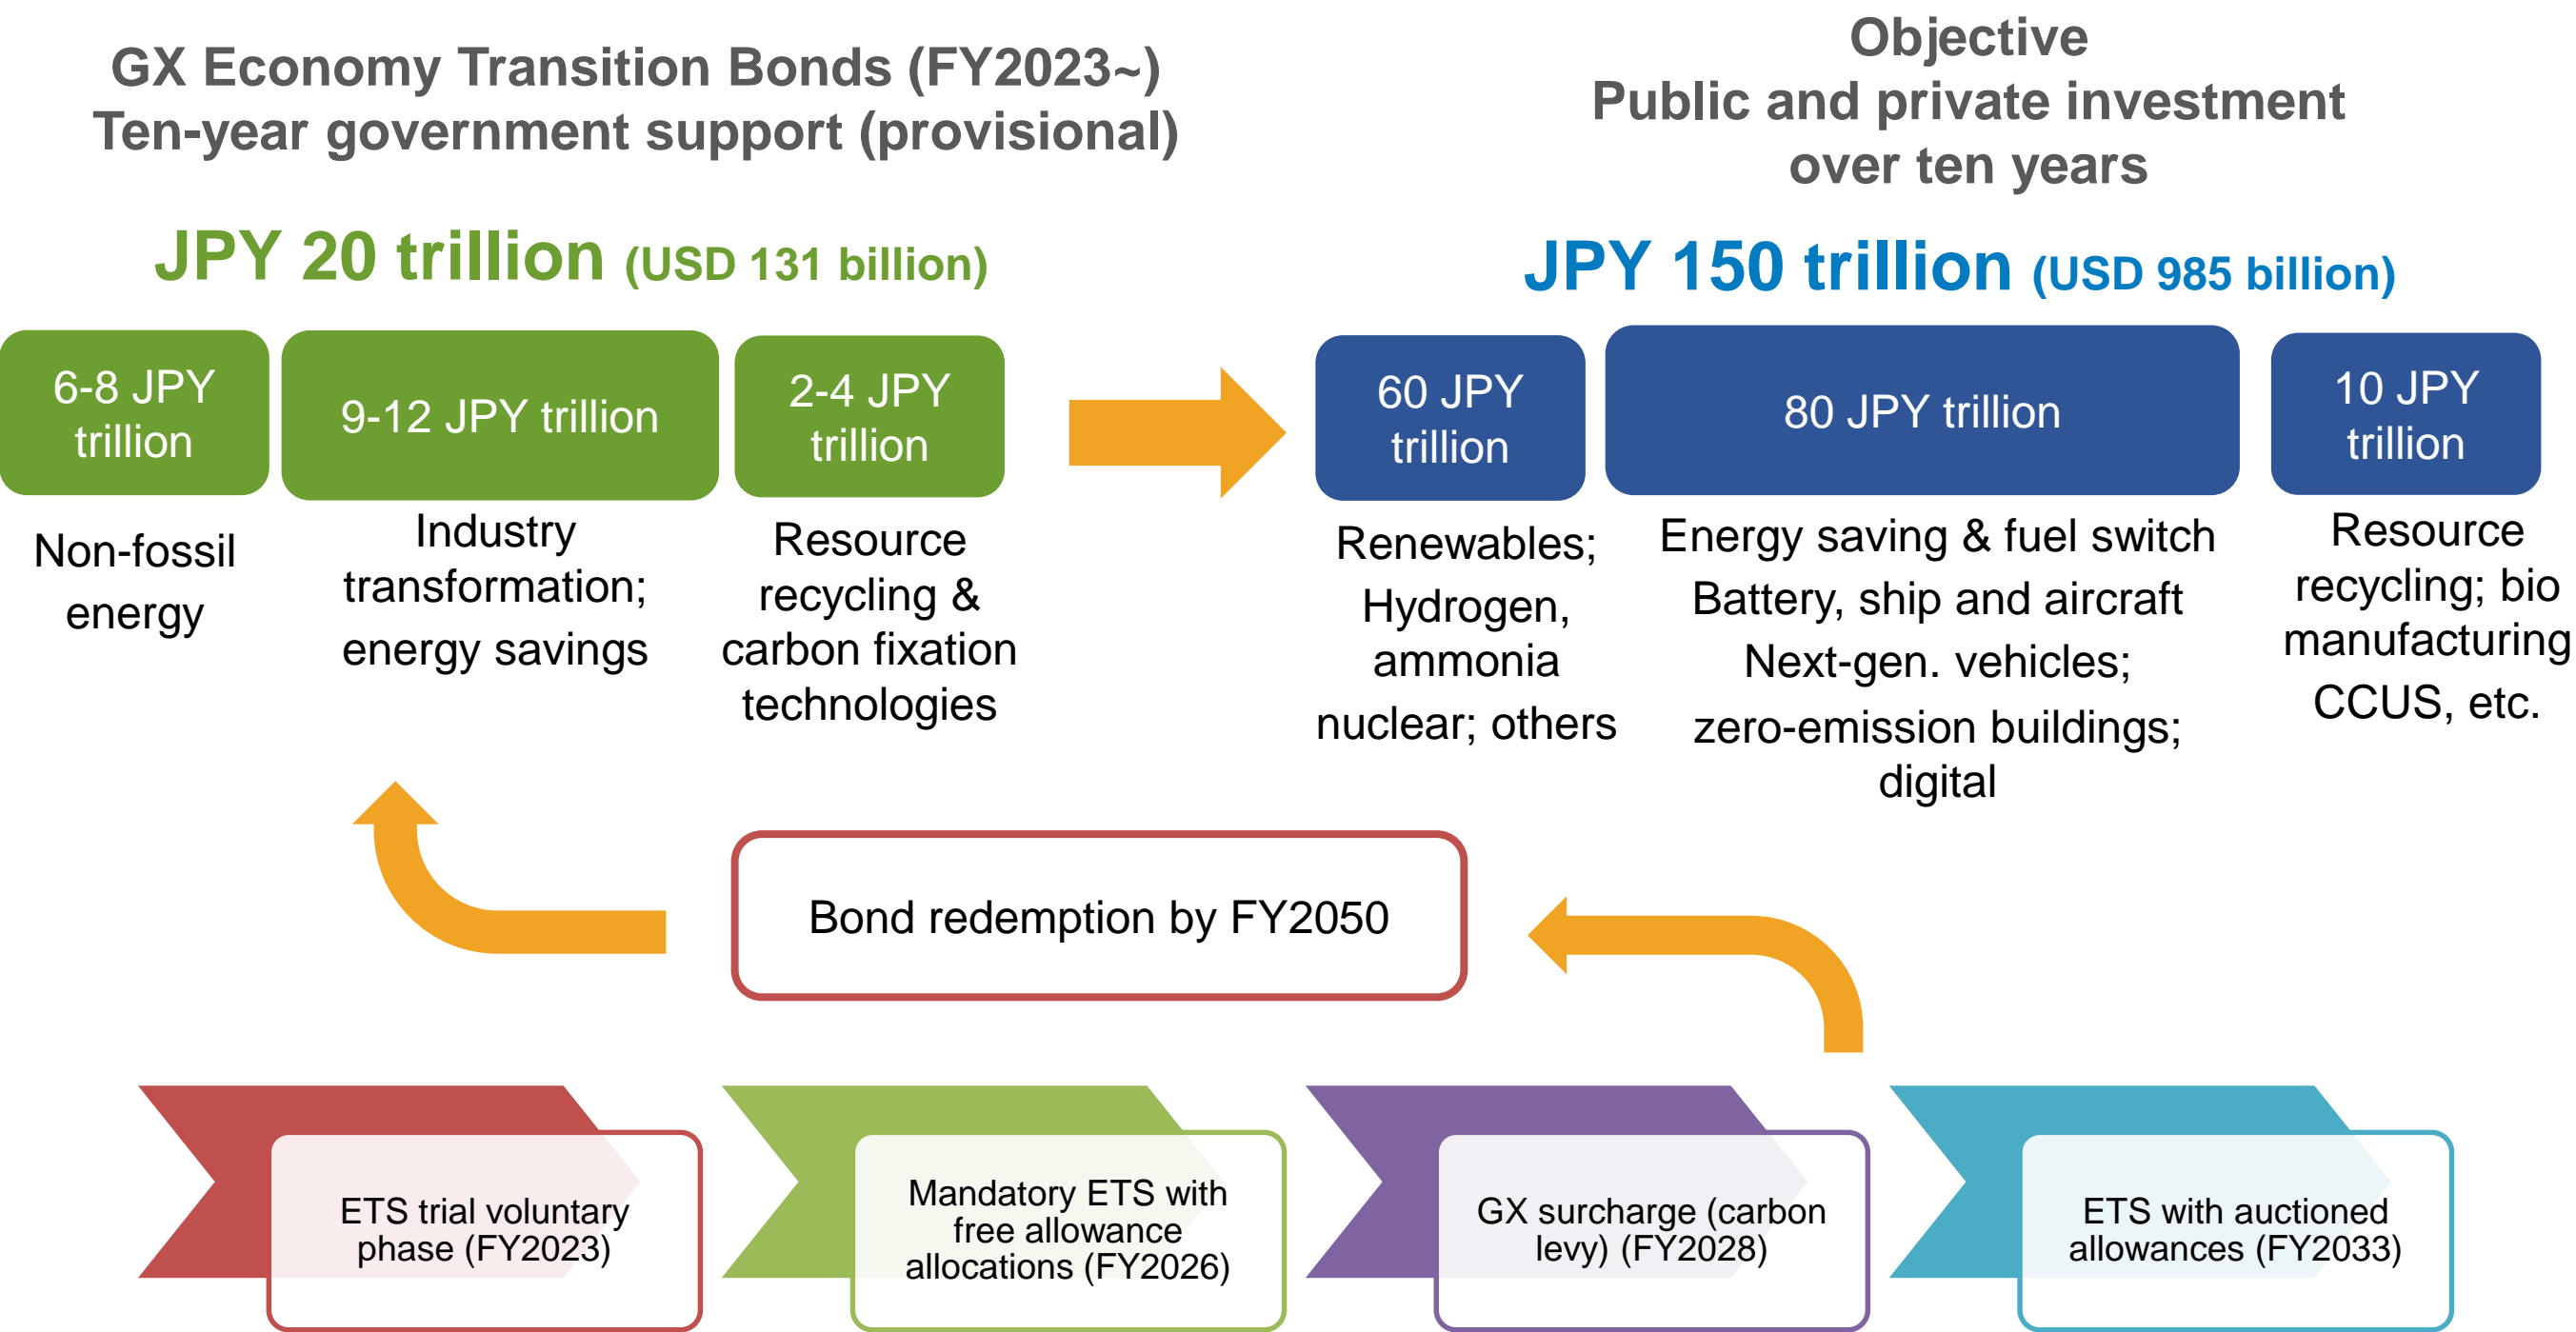 GX Economy Transition Bonds (FY2023~)
Ten-year government support (provisional)
JPY 20 trillion (USD 131 billion)
Objective
Public and private investment
over ten years
JPY 150 trillion (USD 985 billion)
6-8 JPY
trillion
9-12 JPY trillion
2-4 JPY
trillion
60 JPY
trillion
80 JPY trillion
10 JPY
trillion
Non-fossil
energy
Industry
transformation;
energy savings
Resource
recycling &
carbon fixation
technologies
Renewables;
Hydrogen,
ammonia
nuclear; others
Energy saving & fuel switch
Battery, ship and aircraft
Next-gen. vehicles;
zero-emission buildings;
digital
Resource
recycling; bio
manufacturing
CCUS, etc.
Bond redemption by FY2050
ETS trial voluntary
phase (FY2023)
Mandatory ETS with
free allowance
allocations (FY2026)
GX surcharge (carbon
levy) (FY2028)
ETS with auctioned
allowances (FY2033)